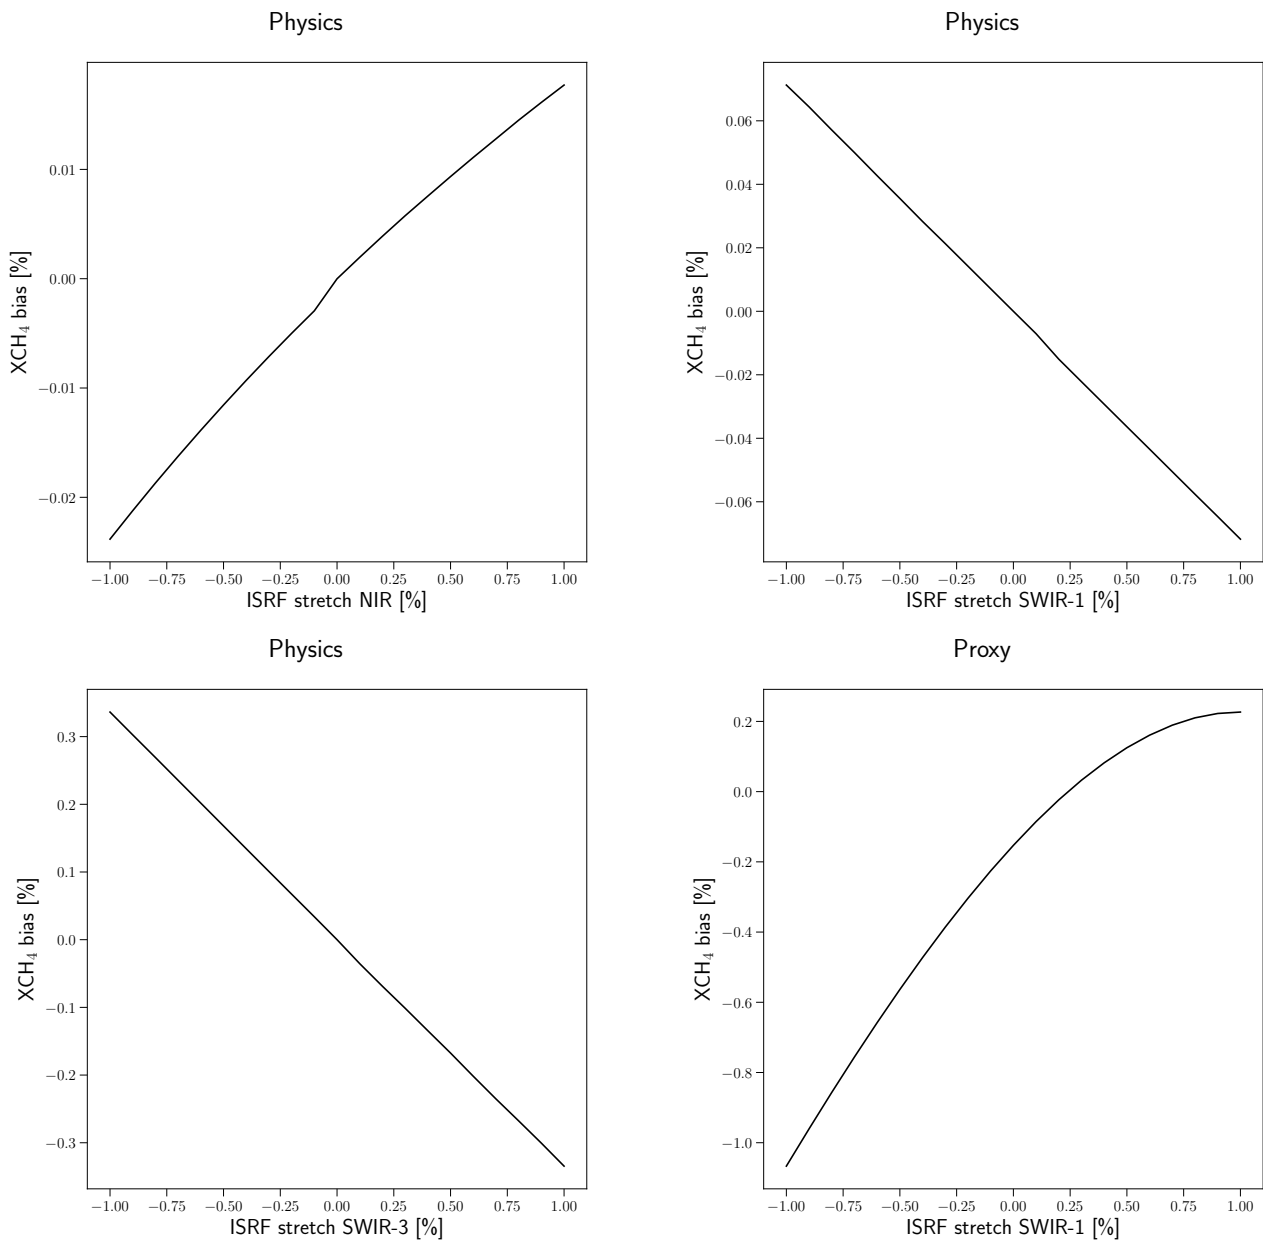 Physics
XCH₄ bias [%]
0.01
0.00
−0.01
−0.02
−1.00 −0.75 −0.50 −0.25 0.00 0.25 0.50 0.75 1.00
ISRF stretch NIR [%]
Physics
XCH₄ bias [%]
0.06
0.04
0.02
0.00
−0.02
−0.04
−0.06
−1.00 −0.75 −0.50 −0.25 0.00 0.25 0.50 0.75 1.00
ISRF stretch SWIR-1 [%]
Physics
XCH₄ bias [%]
0.3
0.2
0.1
0.0
−0.1
−0.2
−0.3
−1.00 −0.75 −0.50 −0.25 0.00 0.25 0.50 0.75 1.00
ISRF stretch SWIR-3 [%]
Proxy
XCH₄ bias [%]
0.2
0.0
−0.2
−0.4
−0.6
−0.8
−1.0
−1.00 −0.75 −0.50 −0.25 0.00 0.25 0.50 0.75 1.00
ISRF stretch SWIR-1 [%]